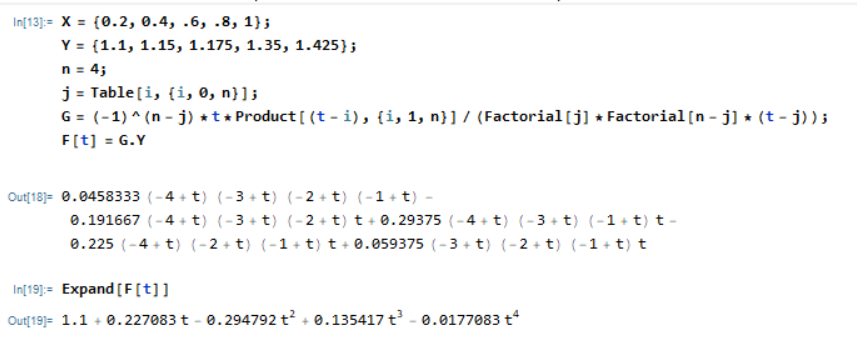 In[13]:= X = {0.2, 0.4, .6, .8, 1};
Y = {1.1, 1.15, 1.175, 1.35, 1.425};
n = 4;
j = Table[i, {i, 0, n}];
G = (-1)^(n - j) * t * Product[(t - i), {i, 1, n}] / (Factorial[j] * Factorial[n - j] * (t - j));
F[t] = G.Y
Out[18]= 0.0458333 (-4 + t) (-3 + t) (-2 + t) (-1 + t) -
0.191667 (-4 + t) (-3 + t) (-2 + t) t + 0.29375 (-4 + t) (-3 + t) (-1 + t) t -
0.225 (-4 + t) (-2 + t) (-1 + t) t + 0.059375 (-3 + t) (-2 + t) (-1 + t) t
In[19]:= Expand[F[t]]
Out[19]= 1.1 + 0.227083 t - 0.294792 t² + 0.135417 t³ - 0.0177083 t⁴